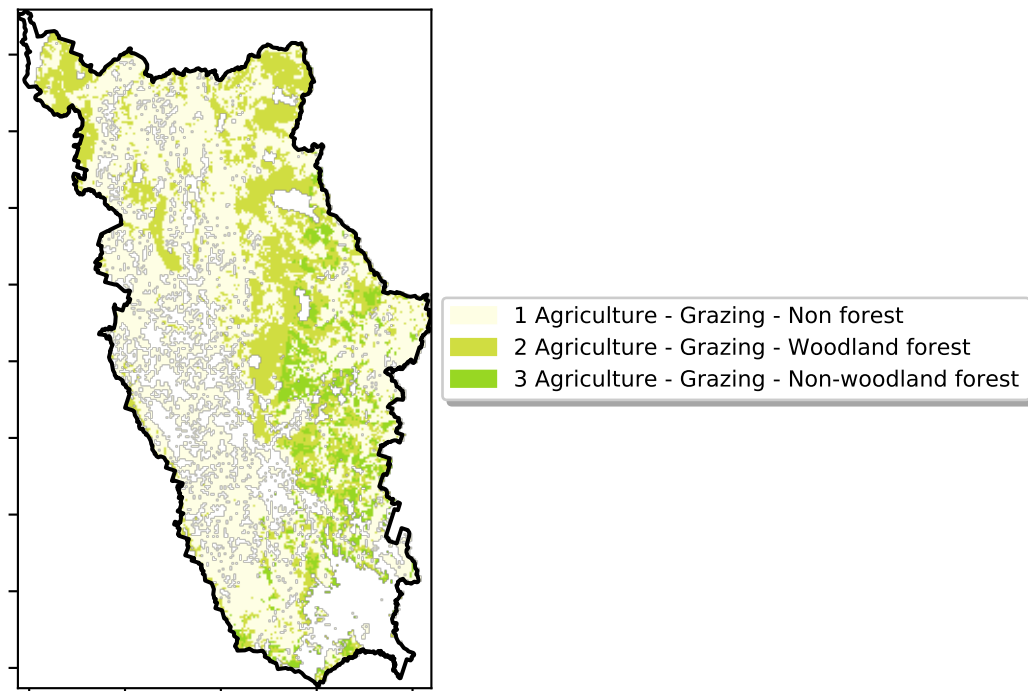 1 Agriculture - Grazing - Non forest
2 Agriculture - Grazing - Woodland forest
3 Agriculture - Grazing - Non-woodland forest